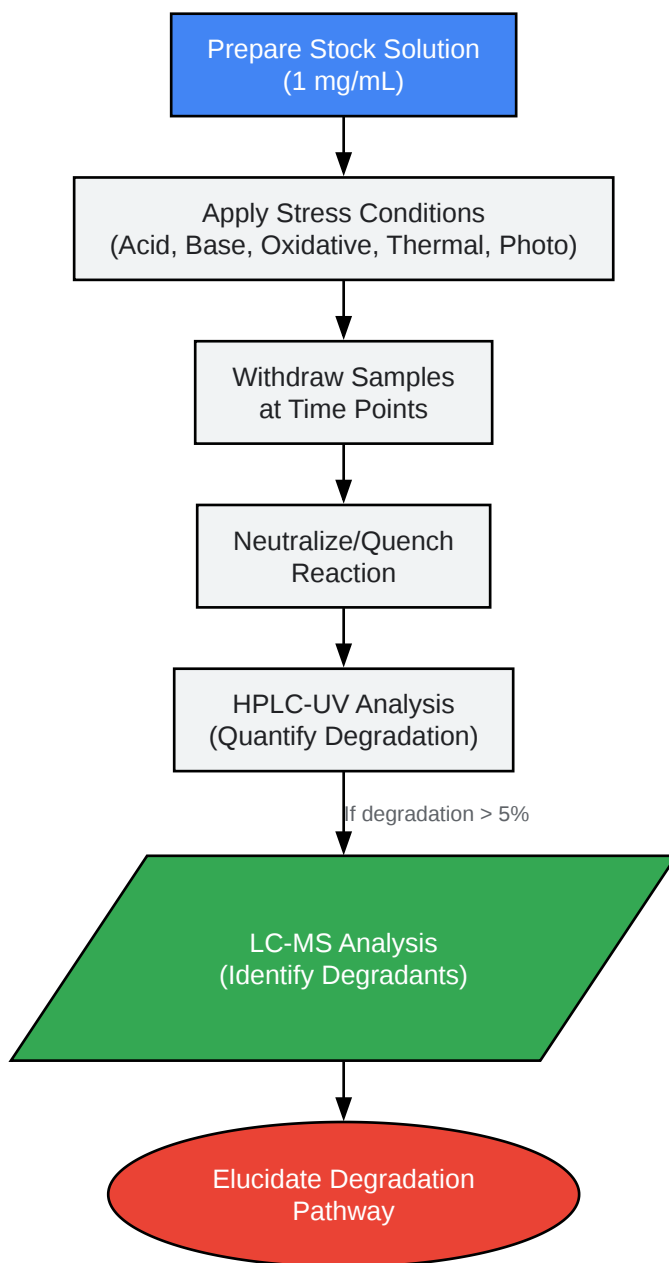 Prepare Stock Solution
(1 mg/mL)
Apply Stress Conditions
(Acid, Base, Oxidative, Thermal, Photo)
Withdraw Samples
at Time Points
Neutralize/Quench
Reaction
HPLC-UV Analysis
(Quantify Degradation)
If degradation > 5%
LC-MS Analysis
(Identify Degradants)
Elucidate Degradation
Pathway